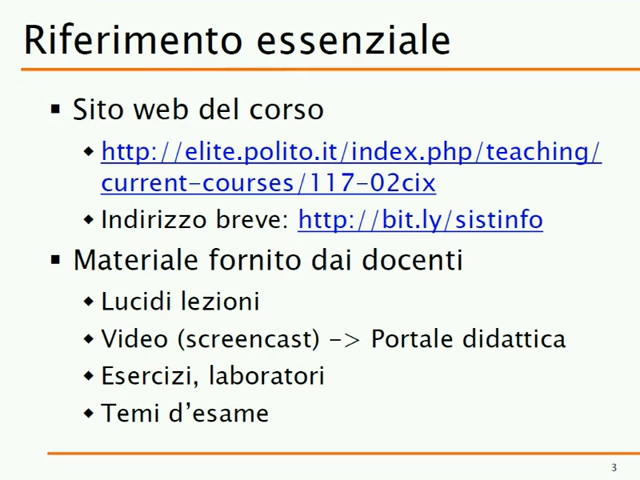 Riferimento essenziale
Sito web del corso
http://elite.polito.it/index.php/teaching/
current-courses/117-02cix
Indirizzo breve: http://bit.ly/sistinfo
Materiale fornito dai docenti
Lucidi lezioni
Video (screencast) -> Portale didattica
Esercizi, laboratori
Temi d'esame
3